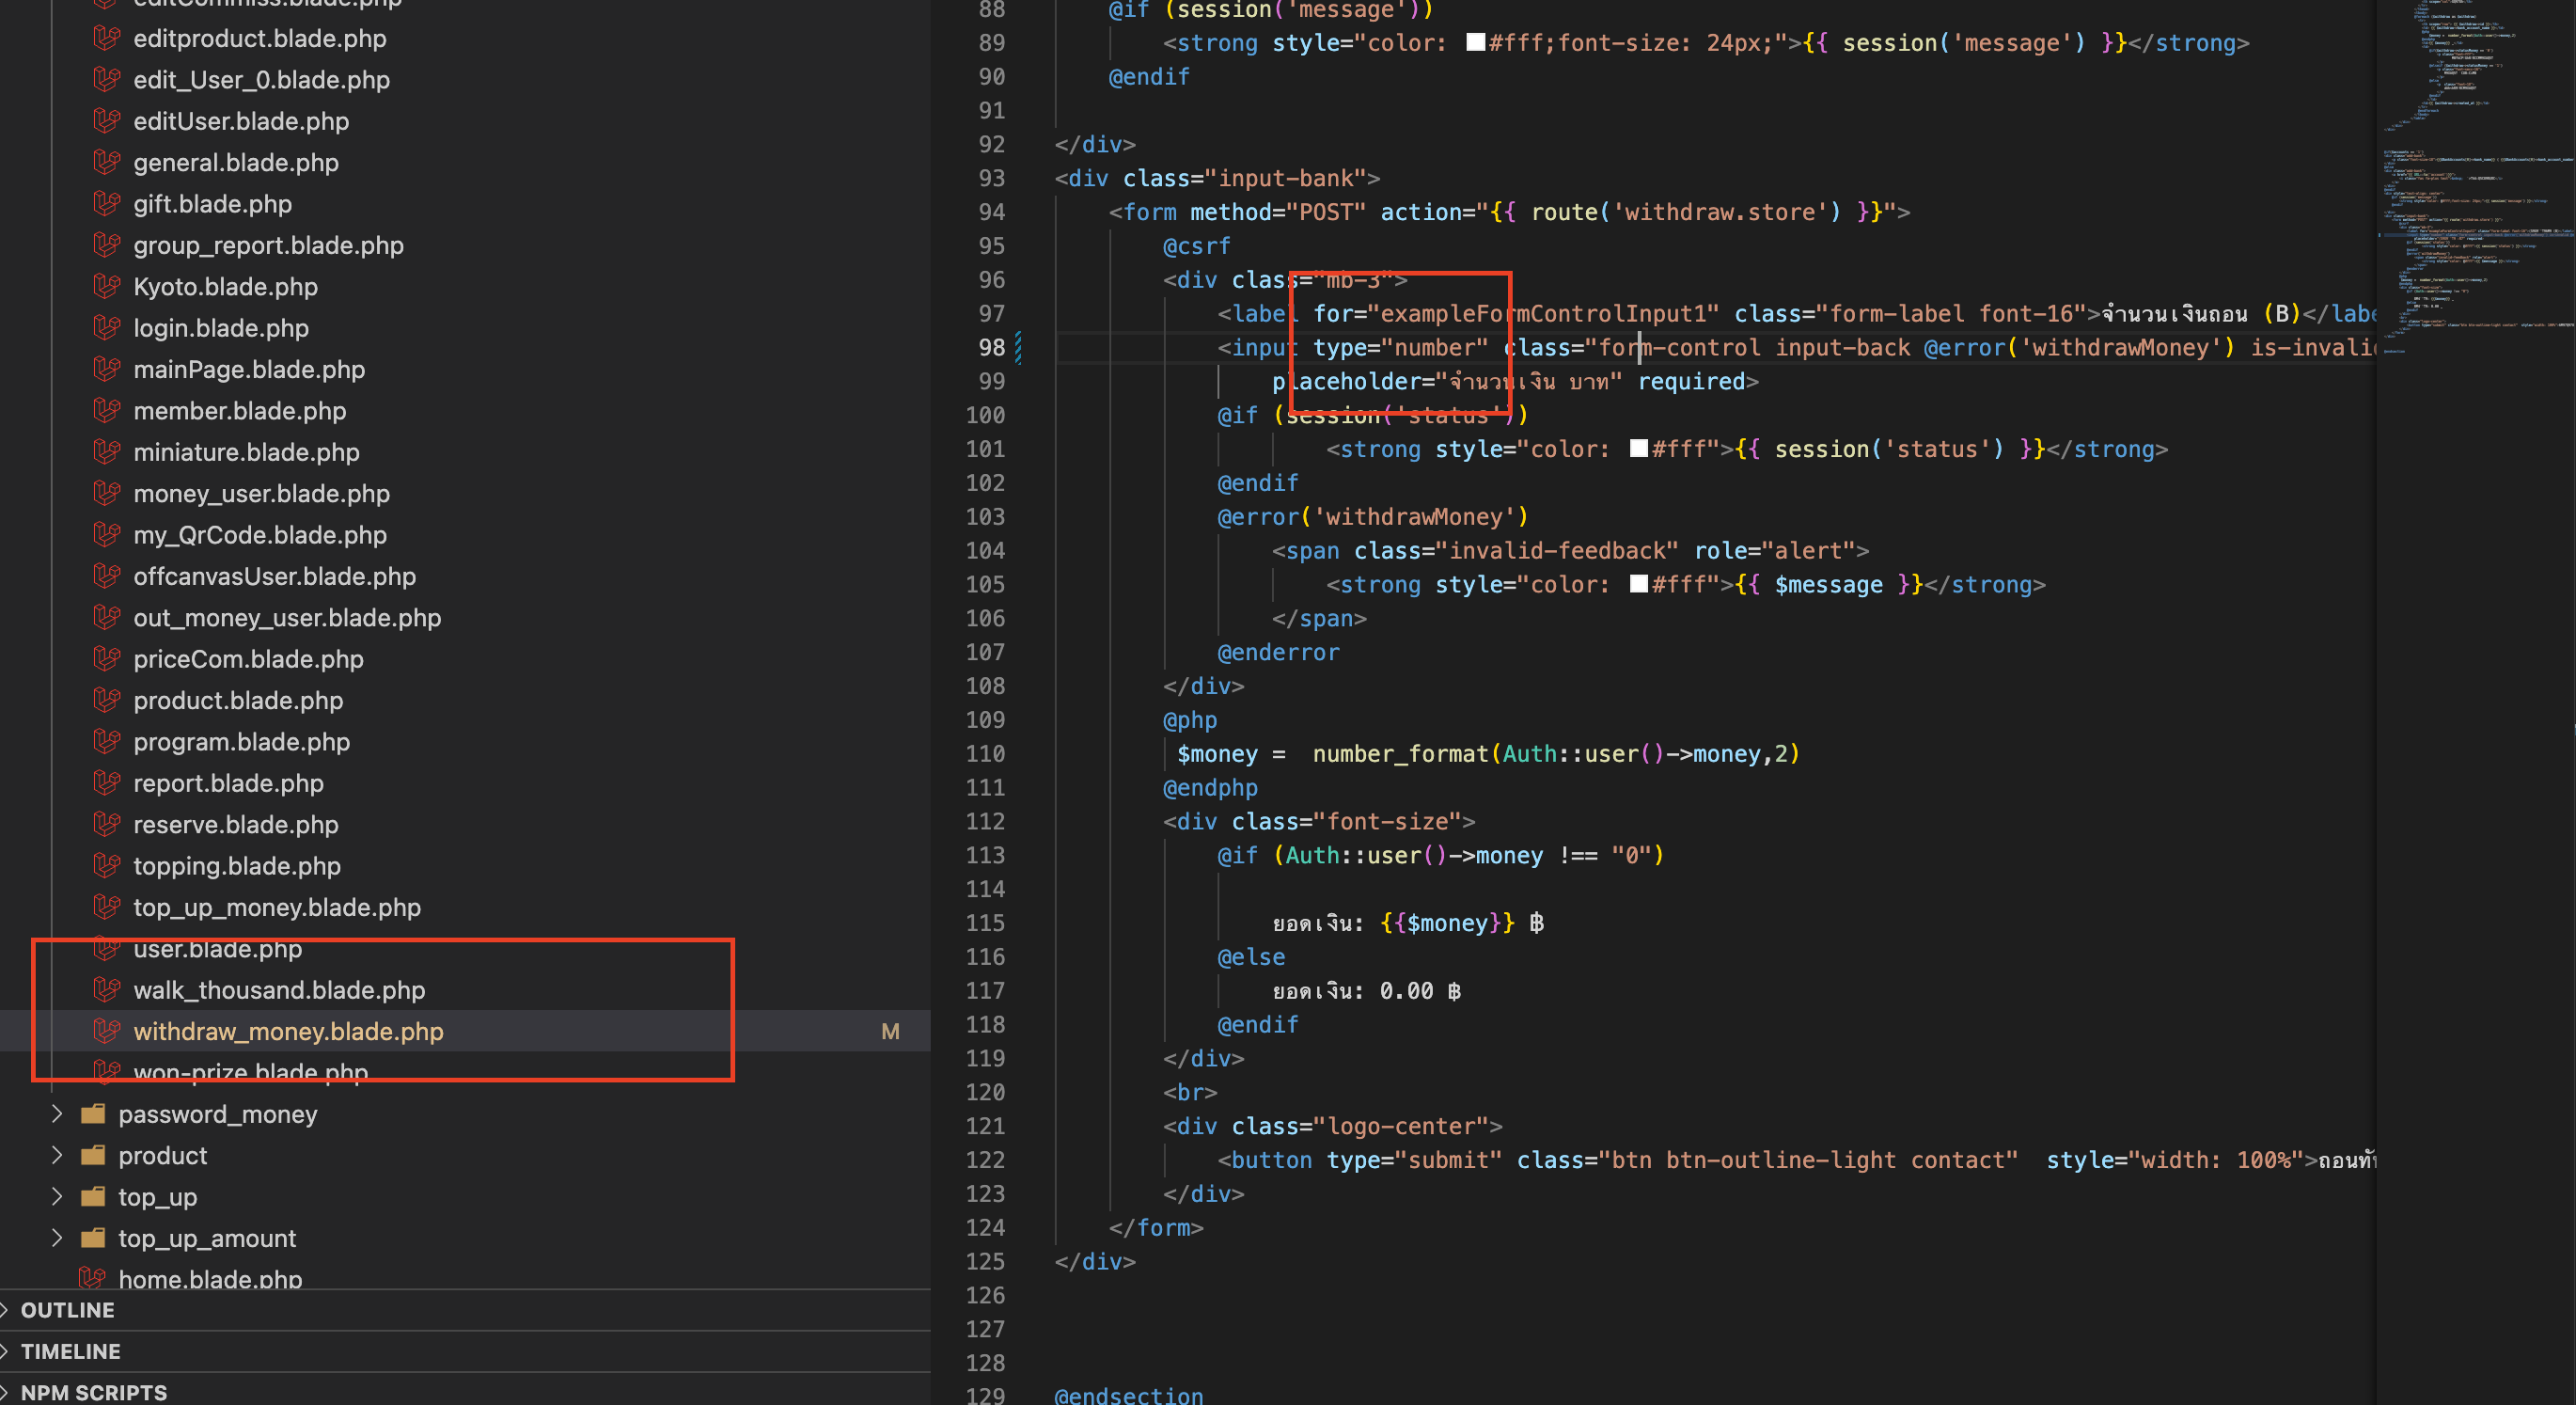 editCommiss.blade.php
editproduct.blade.php
edit_User_0.blade.php
editUser.blade.php
general.blade.php
gift.blade.php
group_report.blade.php
Kyoto.blade.php
login.blade.php
mainPage.blade.php
member.blade.php
miniature.blade.php
money_user.blade.php
my_QrCode.blade.php
offcanvasUser.blade.php
out_money_user.blade.php
priceCom.blade.php
product.blade.php
program.blade.php
report.blade.php
reserve.blade.php
topping.blade.php
top_up_money.blade.php
user.blade.php
walk_thousand.blade.php
withdraw_money.blade.php M
won-prize.blade.php
password_money
product
top_up
top_up_amount
home.blade.php
OUTLINE
TIMELINE
NPM SCRIPTS
88 @if (session('message'))
89 <strong style="color: #fff;font-size: 24px;">{{ session('message') }}</strong>
90 @endif
91
92 </div>
93 <div class="input-bank">
94 <form method="POST" action="{{ route('withdraw.store') }}">
95 @csrf
96 <div class="mb-3">
97 <label for="exampleFormControlInput1" class="form-label font-16">จำนวนเงินถอน (B)</labe
98 <input type="number" class="form-control input-back @error('withdrawMoney') is-invali
99 placeholder="จำนวนเงิน บาท" required>
100 @if (session('status'))
101 <strong style="color: #fff">{{ session('status') }}</strong>
102 @endif
103 @error('withdrawMoney')
104 <span class="invalid-feedback" role="alert">
105 <strong style="color: #fff">{{ $message }}</strong>
106 </span>
107 @enderror
108 </div>
109 @php
110 $money =  number_format(Auth::user()->money,2)
111 @endphp
112 <div class="font-size">
113 @if (Auth::user()->money !== "0")
114
115 ยอดเงิน: {{$money}} ฿
116 @else
117 ยอดเงิน: 0.00 ฿
118 @endif
119 </div>
120 <br>
121 <div class="logo-center">
122 <button type="submit" class="btn btn-outline-light contact"  style="width: 100%">ถอนทั
123 </div>
124 </form>
125 </div>
126
127
128
129 @endsection